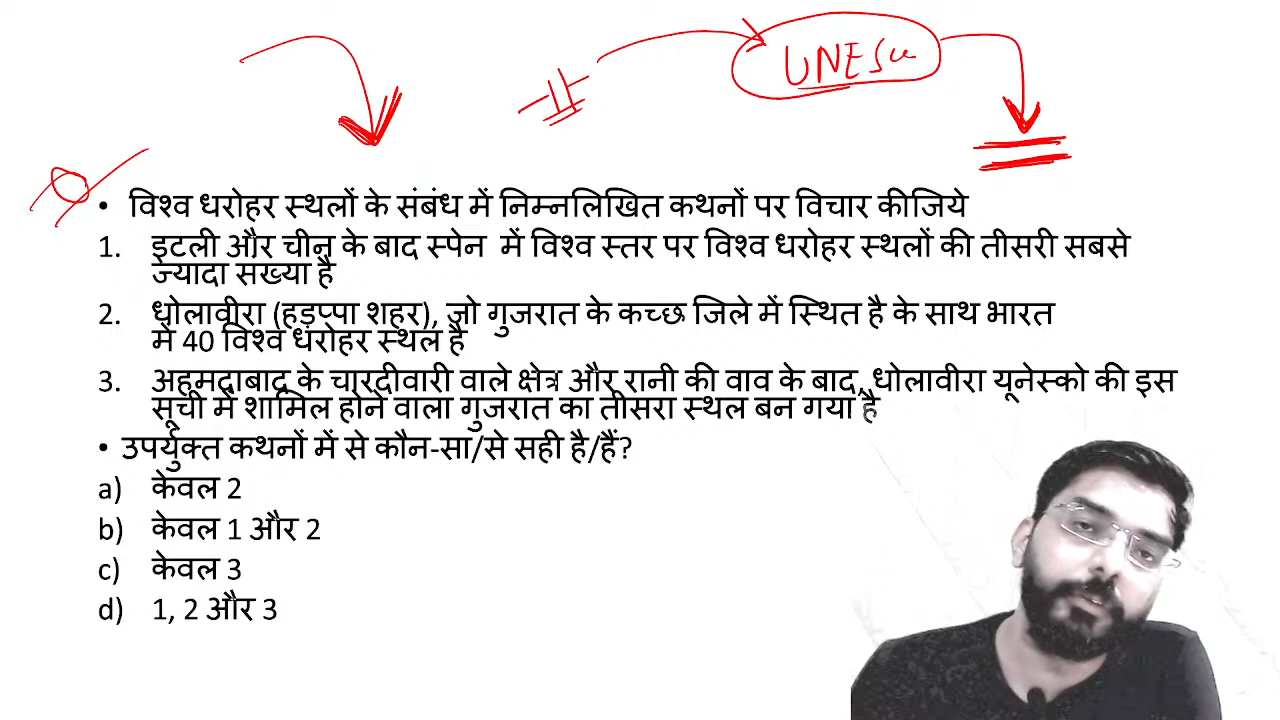 UNESCO
• विश्व धरोहर स्थलों के संबंध में निम्नलिखित कथनों पर विचार कीजिये
1. इटली और चीन के बाद स्पेन में विश्व स्तर पर विश्व धरोहर स्थलों की तीसरी सबसे
ज्यादा संख्या है
2. धोलावीरा (हड़प्पा शहर), जो गुजरात के कच्छ जिले में स्थित है के साथ भारत
में 40 विश्व धरोहर स्थल है
3. अहमदाबाद के चारदीवारी वाले क्षेत्र और रानी की वाव के बाद, धोलावीरा यूनेस्को की इस
सूची में शामिल होने वाला गुजरात का तीसरा स्थल बन गया है
• उपर्युक्त कथनों में से कौन-सा/से सही है/हैं?
a) केवल 2
b) केवल 1 और 2
c) केवल 3
d) 1, 2 और 3